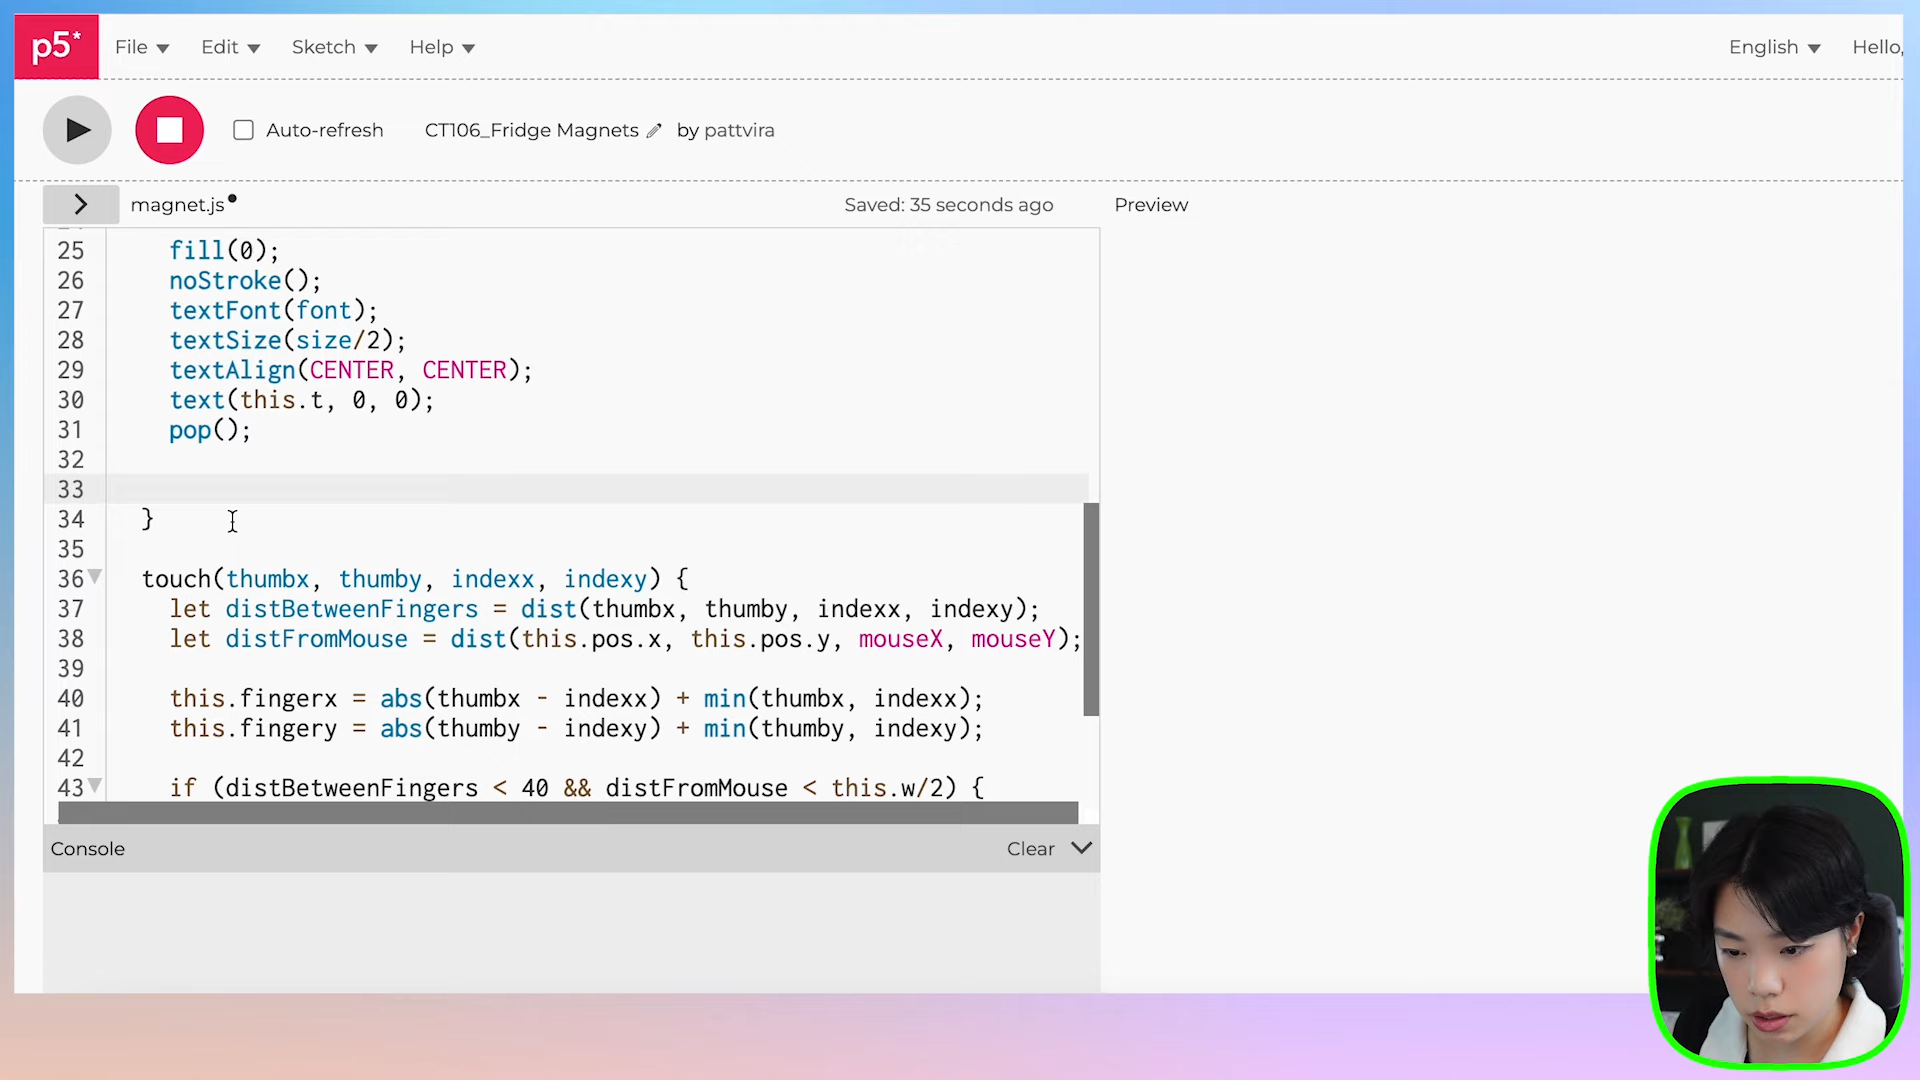 p5* File Edit Sketch Help English Hello,
Auto-refresh CT106_Fridge Magnets by pattvira
> magnet.js• Saved: 35 seconds ago Preview
25 fill(0);
26 noStroke();
27 textFont(font);
28 textSize(size/2);
29 textAlign(CENTER, CENTER);
30 text(this.t, 0, 0);
31 pop();
32
33
34 }
35
36 touch(thumbx, thumby, indexx, indexy) {
37 let distBetweenFingers = dist(thumbx, thumby, indexx, indexy);
38 let distFromMouse = dist(this.pos.x, this.pos.y, mouseX, mouseY);
39
40 this.fingerx = abs(thumbx - indexx) + min(thumbx, indexx);
41 this.fingery = abs(thumby - indexy) + min(thumby, indexy);
42
43 if (distBetweenFingers < 40 && distFromMouse < this.w/2) {
Console Clear